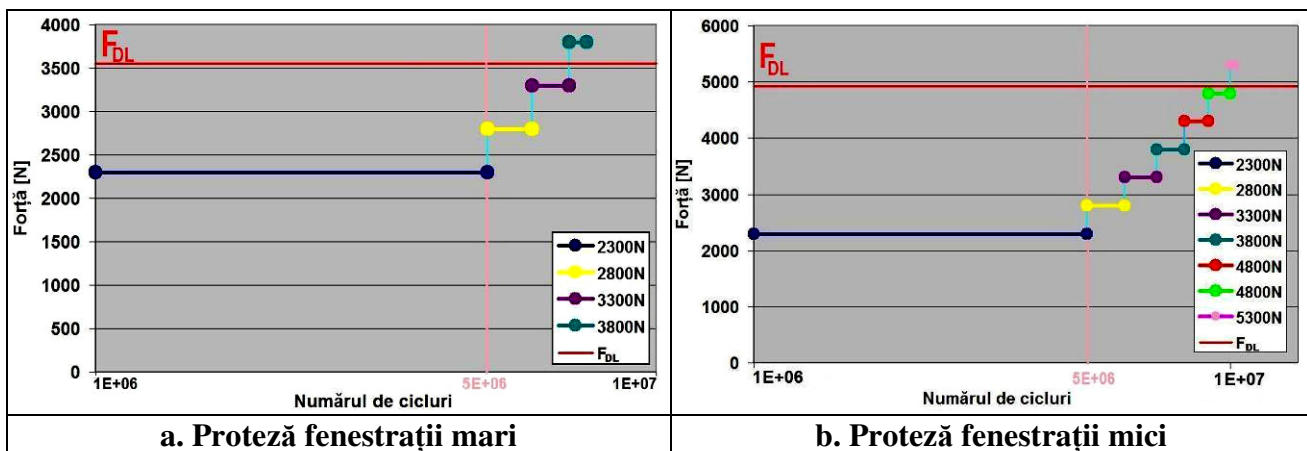 4000
3500
3000
2500
2000
1500
1000
500
0
Forță [N]
F_DL
2300N
2800N
3300N
3800N
F_DL
1E+06
5E+06
1E+07
Numărul de cicluri
a. Proteză fenestrații mari
6000
5000
4000
3000
2000
1000
0
Forță [N]
F_DL
2300N
2800N
3300N
3800N
4800N
4800N
5300N
F_DL
1E+06
5E+06
1E+07
Numărul de cicluri
b. Proteză fenestrații mici